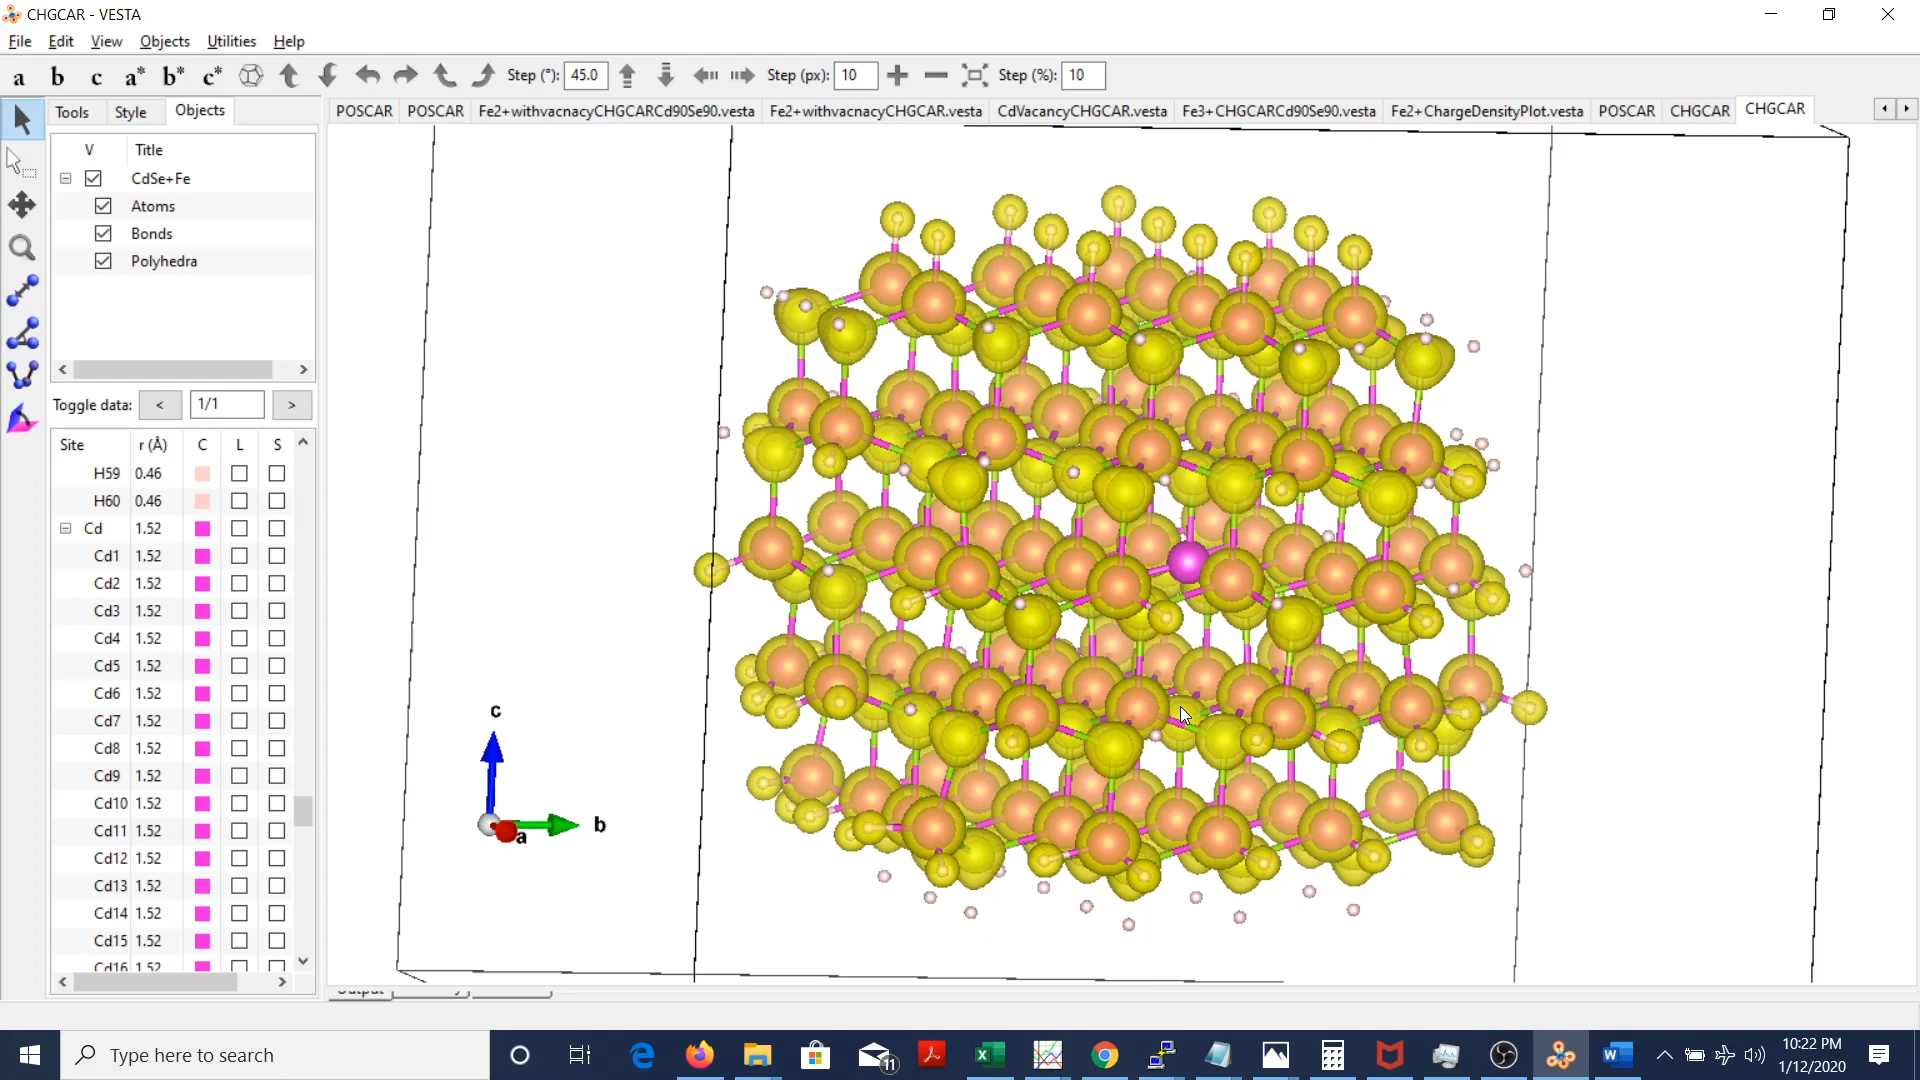 CHGCAR - VESTA
File Edit View Objects Utilities Help
a b c a* b* c* Step (°): 45.0 Step (px): 10 Step (%): 10
Tools Style Objects
POSCAR POSCAR Fe2+withvacnacyCHGCARCd90Se90.vesta Fe2+withvacnacyCHGCAR.vesta CdVacancyCHGCAR.vesta Fe3+CHGCARCd90Se90.vesta Fe2+ChargeDensityPlot.vesta POSCAR CHGCAR CHGCAR
V Title
CdSe+Fe
Atoms
Bonds
Polyhedra
Toggle data: < 1/1 >
Site r (Å) C L S
H59 0.46
H60 0.46
Cd 1.52
Cd1 1.52
Cd2 1.52
Cd3 1.52
Cd4 1.52
Cd5 1.52
Cd6 1.52
Cd7 1.52
Cd8 1.52
Cd9 1.52
Cd10 1.52
Cd11 1.52
Cd12 1.52
Cd13 1.52
Cd14 1.52
Cd15 1.52
Cd16 1.52
c
b
a
Output
Type here to search
11
10:22 PM
1/12/2020